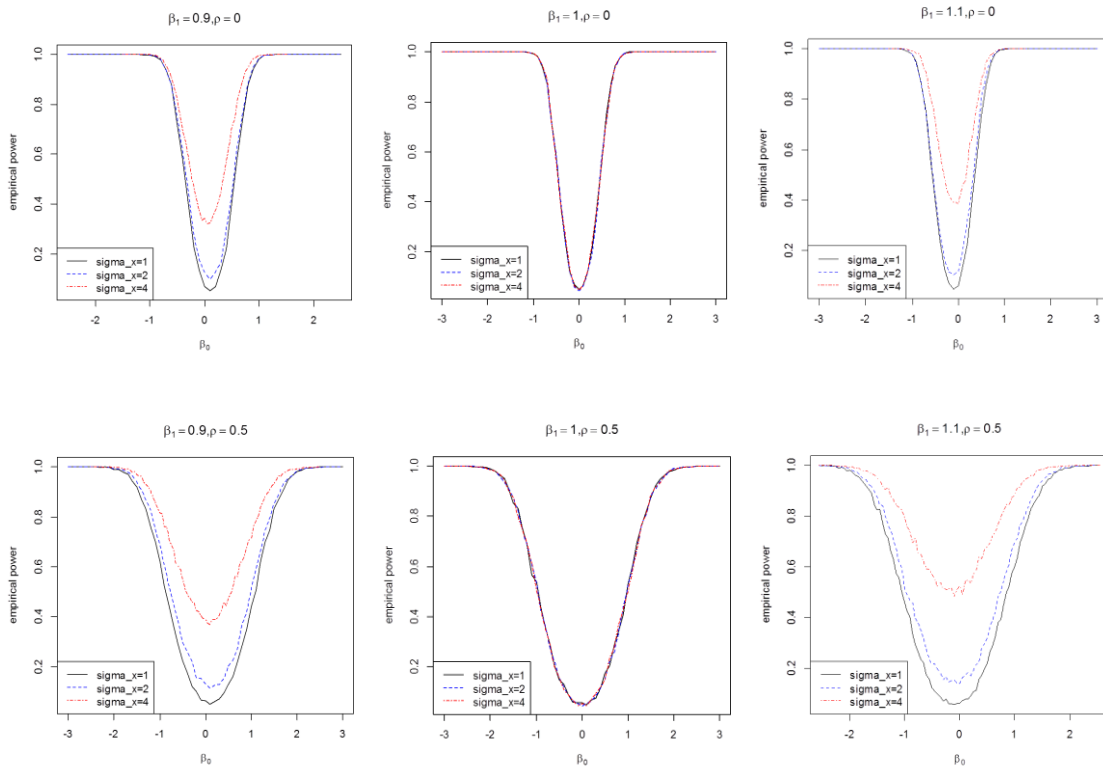 β₁ = 0.9,ρ = 0
empirical power
1.0
0.8
0.6
0.4
0.2
sigma_x=1
sigma_x=2
sigma_x=4
-2 -1 0 1 2
β₀
β₁ = 1,ρ = 0
empirical power
1.0
0.8
0.6
0.4
0.2
sigma_x=1
sigma_x=2
sigma_x=4
-3 -2 -1 0 1 2 3
β₀
β₁ = 1.1,ρ = 0
empirical power
1.0
0.8
0.6
0.4
0.2
sigma_x=1
sigma_x=2
sigma_x=4
-3 -2 -1 0 1 2 3
β₀
β₁ = 0.9,ρ = 0.5
empirical power
1.0
0.8
0.6
0.4
0.2
sigma_x=1
sigma_x=2
sigma_x=4
-3 -2 -1 0 1 2 3
β₀
β₁ = 1,ρ = 0.5
empirical power
1.0
0.8
0.6
0.4
0.2
sigma_x=1
sigma_x=2
sigma_x=4
-3 -2 -1 0 1 2 3
β₀
β₁ = 1.1,ρ = 0.5
empirical power
1.0
0.8
0.6
0.4
0.2
sigma_x=1
sigma_x=2
sigma_x=4
-2 -1 0 1 2
β₀